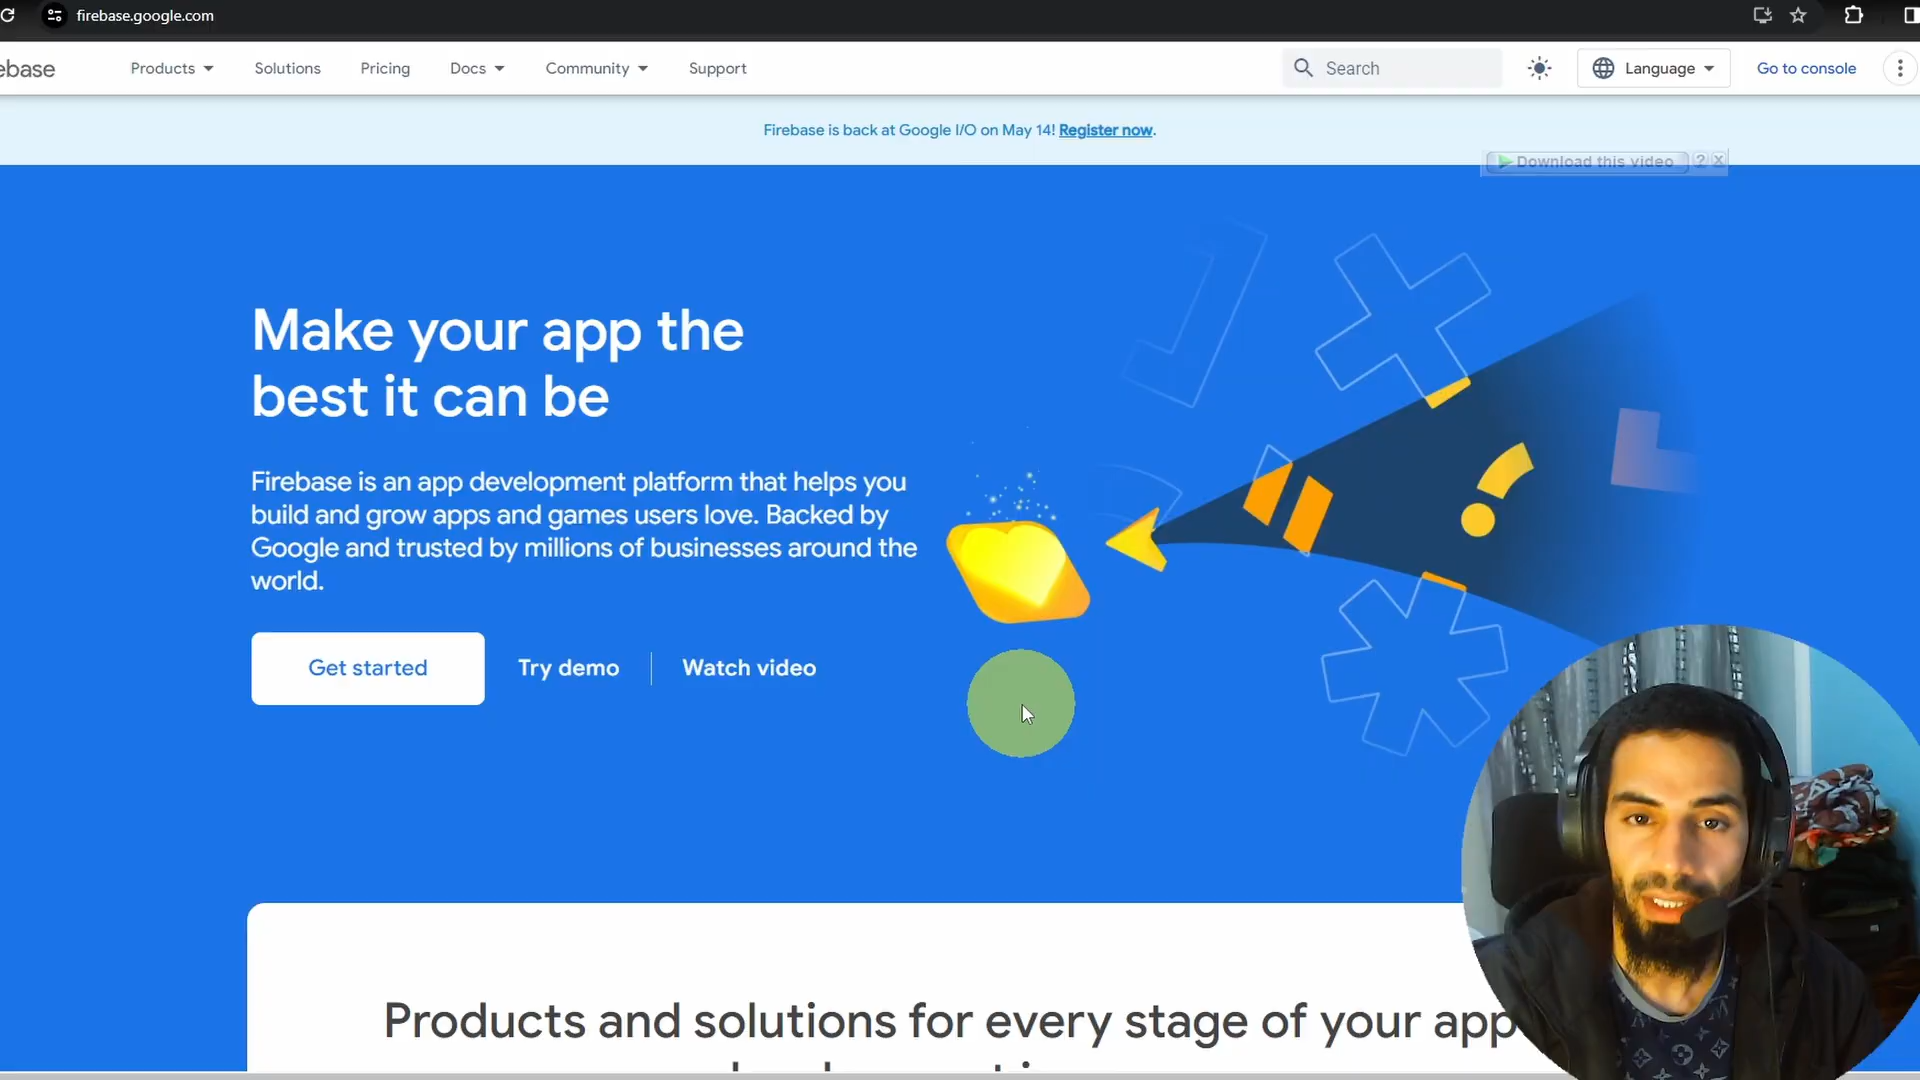 firebase.google.com
ebase
Products
Solutions
Pricing
Docs
Community
Support
Search
Language
Go to console
Firebase is back at Google I/O on May 14! Register now.
Download this video ? X
Make your app the
best it can be
Firebase is an app development platform that helps you
build and grow apps and games users love. Backed by
Google and trusted by millions of businesses around the
world.
Get started
Try demo
Watch video
Products and solutions for every stage of your app